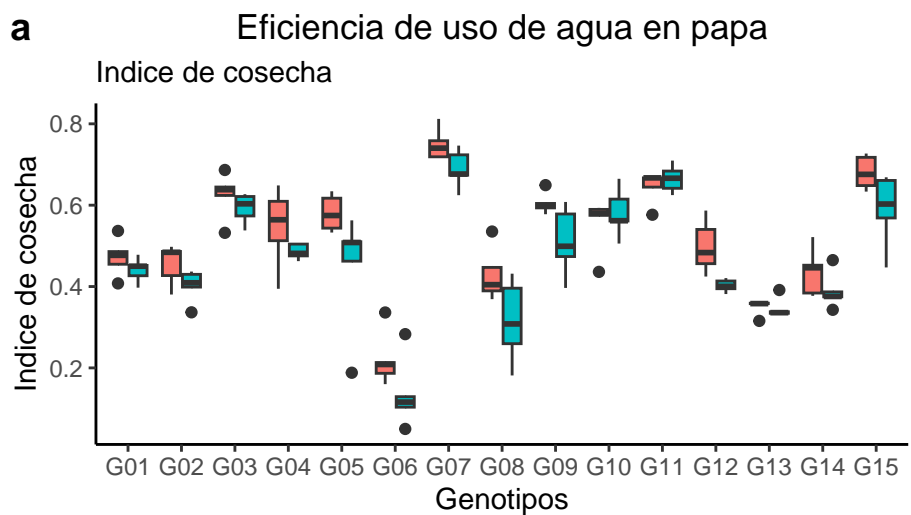 a
Eficiencia de uso de agua en papa
Indice de cosecha
Indice de cosecha
0.8
0.6
0.4
0.2
G01 G02 G03 G04 G05 G06 G07 G08 G09 G10 G11 G12 G13 G14 G15
Genotipos